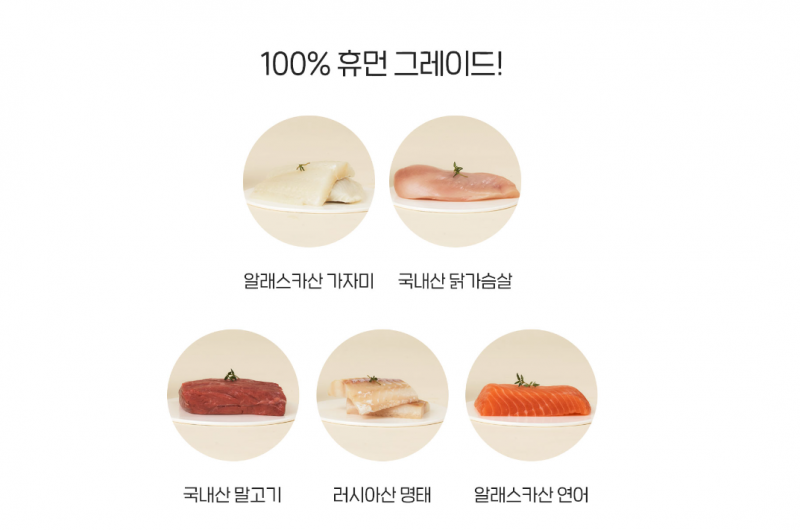 100% 휴먼 그레이드!
알래스카산 가자미
국내산 닭가슴살
국내산 말고기
러시아산 명태
알래스카산 연어